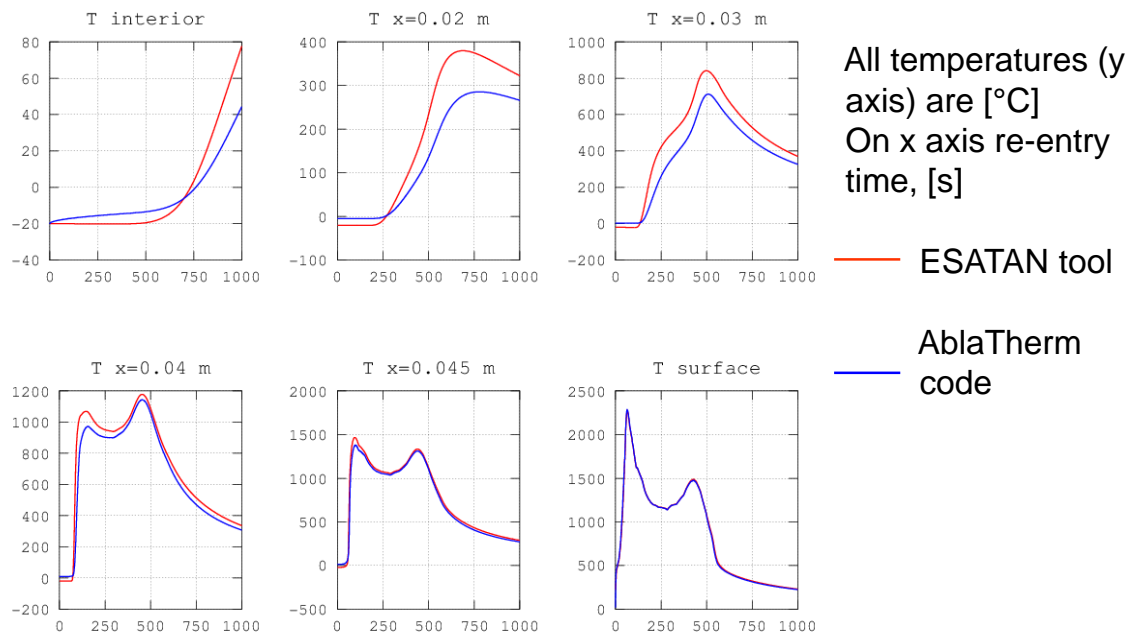 T interior
80
60
40
20
0
−20
−40
0 250 500 750 1000
T x=0.02 m
400
300
200
100
0
−100
0 250 500 750 1000
T x=0.03 m
1000
800
600
400
200
0
−200
0 250 500 750 1000
All temperatures (y
axis) are [°C]
On x axis re-entry
time, [s]
ESATAN tool
AblaTherm
code
T x=0.04 m
1200
1000
800
600
400
200
0
−200
0 250 500 750 1000
T x=0.045 m
2000
1500
1000
500
0
−500
0 250 500 750 1000
T surface
2500
2000
1500
1000
500
0
0 250 500 750 1000